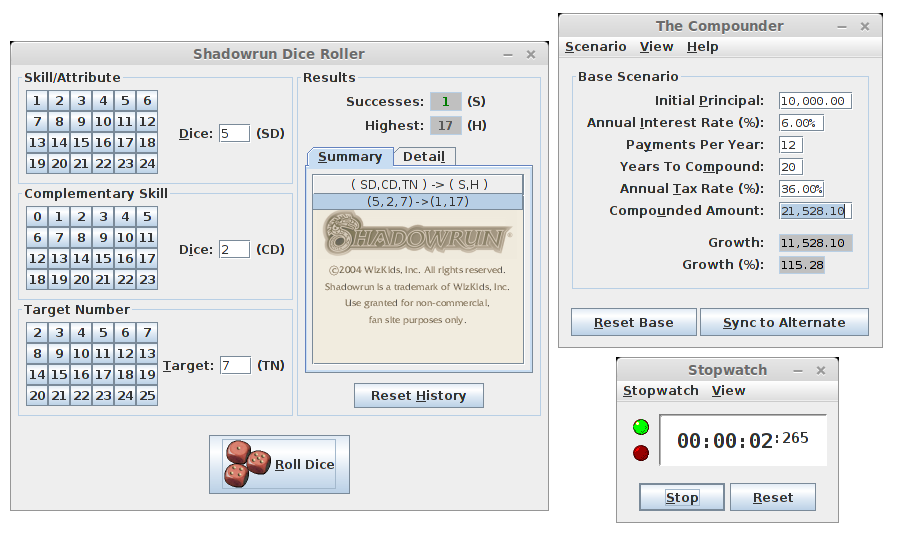 Shadowrun Dice Roller
Skill/Attribute
1 2 3 4 5 6
7 8 9 10 11 12
13 14 15 16 17 18
19 20 21 22 23 24
Dice: 5 (SD)
Complementary Skill
0 1 2 3 4 5
6 7 8 9 10 11
12 13 14 15 16 17
18 19 20 21 22 23
Dice: 2 (CD)
Target Number
2 3 4 5 6 7
8 9 10 11 12 13
14 15 16 17 18 19
20 21 22 23 24 25
Target: 7 (TN)
Results
Successes: 1 (S)
Highest: 17 (H)
Summary Detail
( SD,CD,TN ) -> ( S,H )
(5,2,7)->(1,17)
SHADOWRUN
©2004 WizKids, Inc. All rights reserved.
Shadowrun is a trademark of WizKids, Inc.
Use granted for non-commercial,
fan site purposes only.
Reset History
Roll Dice
The Compounder
Scenario View Help
Base Scenario
Initial Principal: 10,000.00
Annual Interest Rate (%): 6.00%
Payments Per Year: 12
Years To Compound: 20
Annual Tax Rate (%): 36.00%
Compounded Amount: 21,528.10
Growth: 11,528.10
Growth (%): 115.28
Reset Base Sync to Alternate
Stopwatch
Stopwatch View
00:00:02:265
Stop Reset